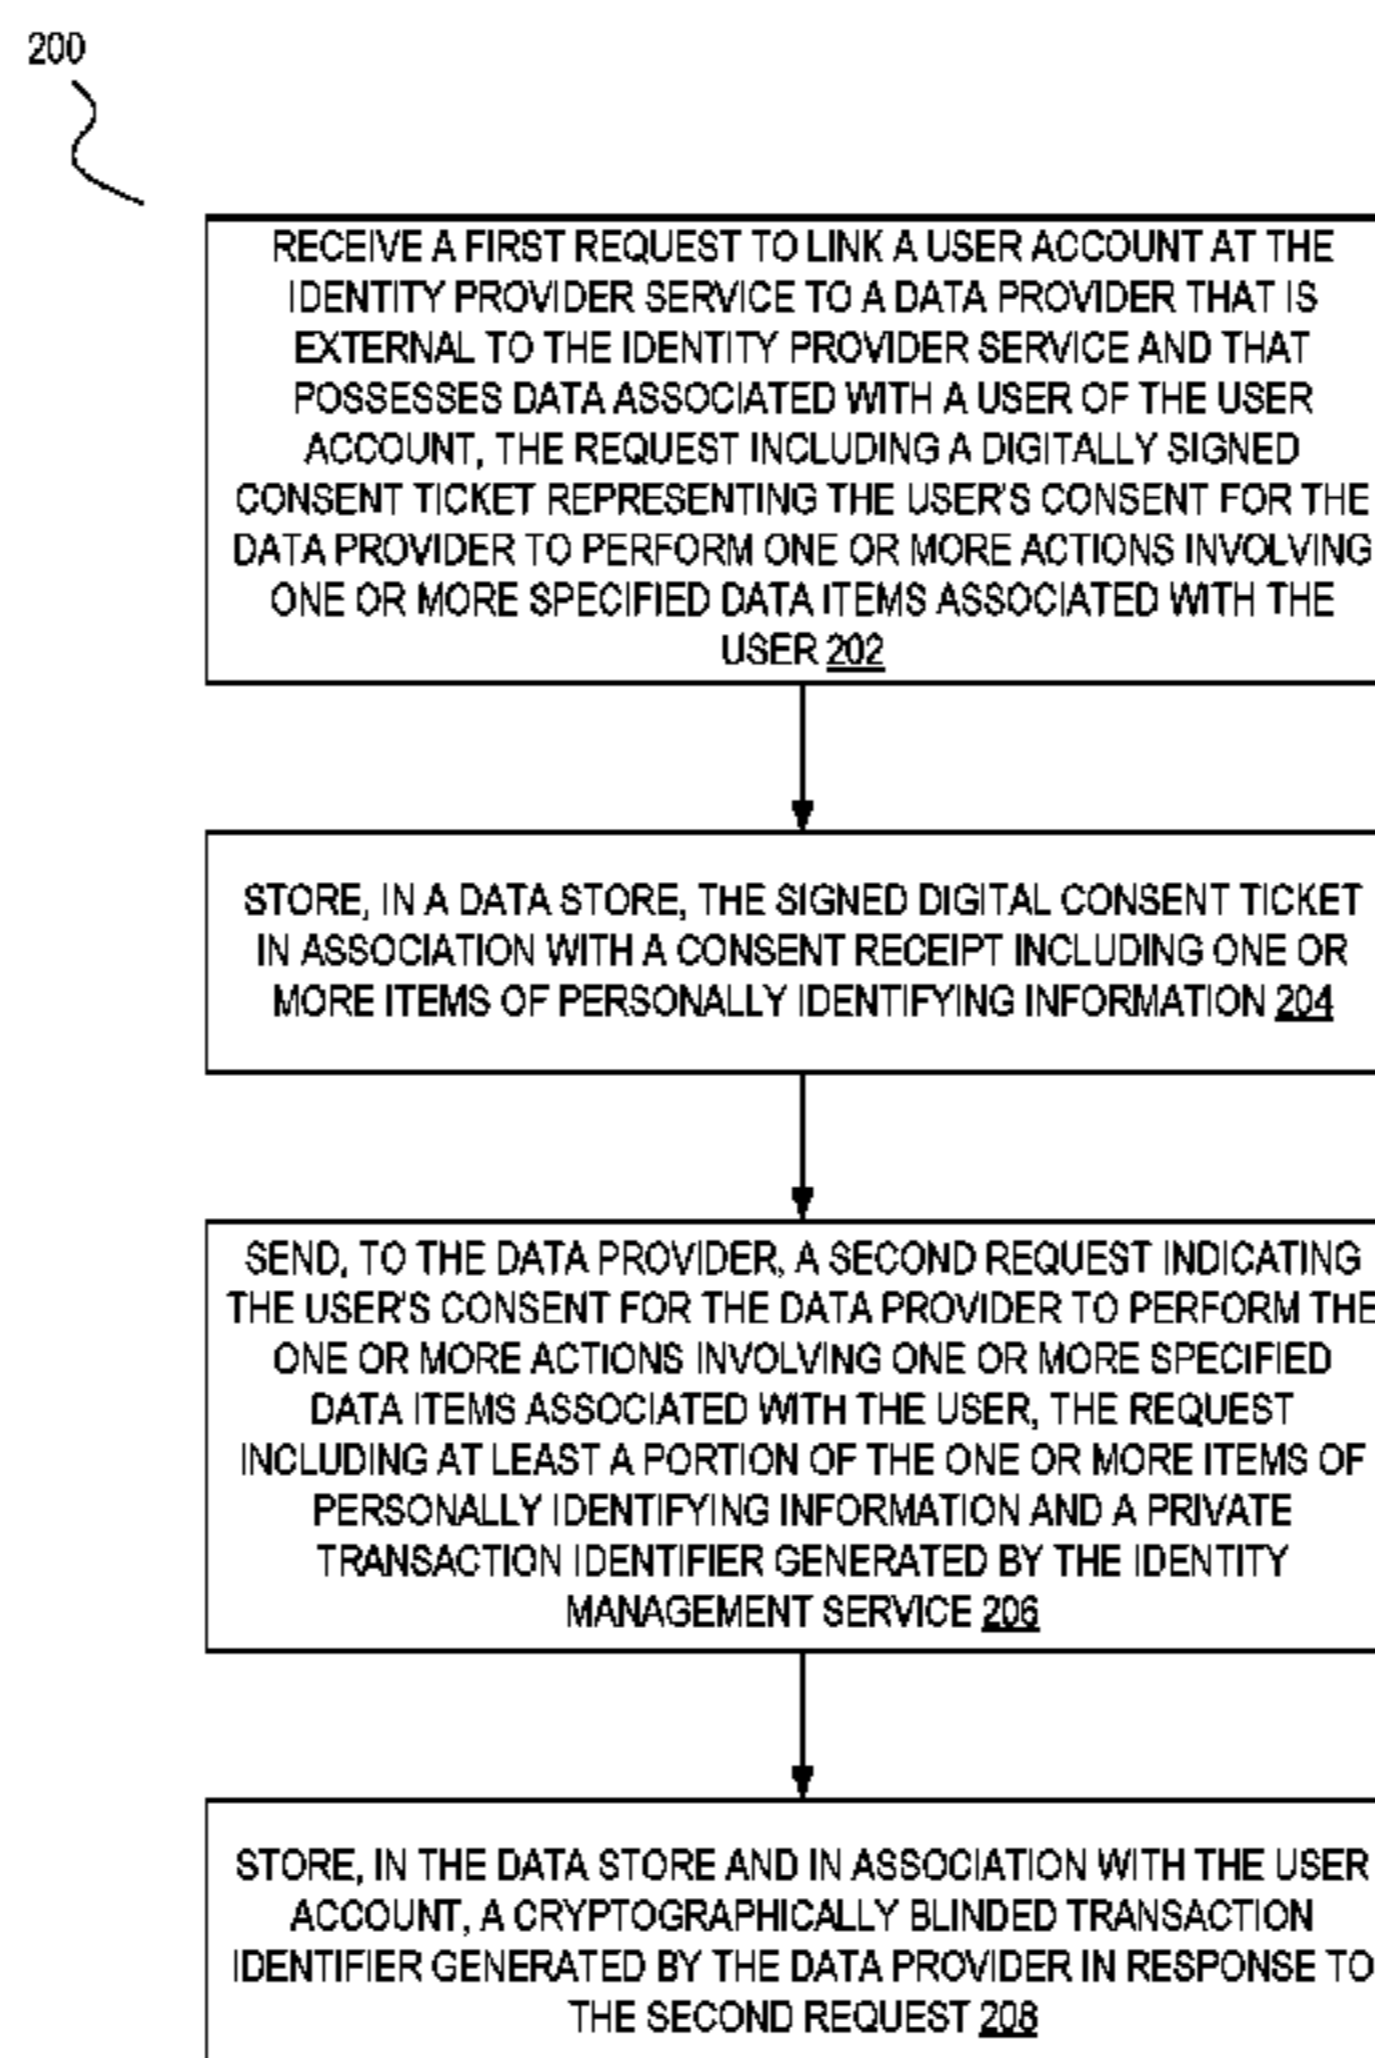 200
RECEIVE A FIRST REQUEST TO LINK A USER ACCOUNT AT THE
IDENTITY PROVIDER SERVICE TO A DATA PROVIDER THAT IS
EXTERNAL TO THE IDENTITY PROVIDER SERVICE AND THAT
POSSESSES DATA ASSOCIATED WITH A USER OF THE USER
ACCOUNT, THE REQUEST INCLUDING A DIGITALLY SIGNED
CONSENT TICKET REPRESENTING THE USER'S CONSENT FOR THE
DATA PROVIDER TO PERFORM ONE OR MORE ACTIONS INVOLVING
ONE OR MORE SPECIFIED DATA ITEMS ASSOCIATED WITH THE
USER 202
STORE, IN A DATA STORE, THE SIGNED DIGITAL CONSENT TICKET
IN ASSOCIATION WITH A CONSENT RECEIPT INCLUDING ONE OR
MORE ITEMS OF PERSONALLY IDENTIFYING INFORMATION 204
SEND, TO THE DATA PROVIDER, A SECOND REQUEST INDICATING
THE USER'S CONSENT FOR THE DATA PROVIDER TO PERFORM THE
ONE OR MORE ACTIONS INVOLVING ONE OR MORE SPECIFIED
DATA ITEMS ASSOCIATED WITH THE USER, THE REQUEST
INCLUDING AT LEAST A PORTION OF THE ONE OR MORE ITEMS OF
PERSONALLY IDENTIFYING INFORMATION AND A PRIVATE
TRANSACTION IDENTIFIER GENERATED BY THE IDENTITY
MANAGEMENT SERVICE 206
STORE, IN THE DATA STORE AND IN ASSOCIATION WITH THE USER
ACCOUNT, A CRYPTOGRAPHICALLY BLINDED TRANSACTION
IDENTIFIER GENERATED BY THE DATA PROVIDER IN RESPONSE TO
THE SECOND REQUEST 208